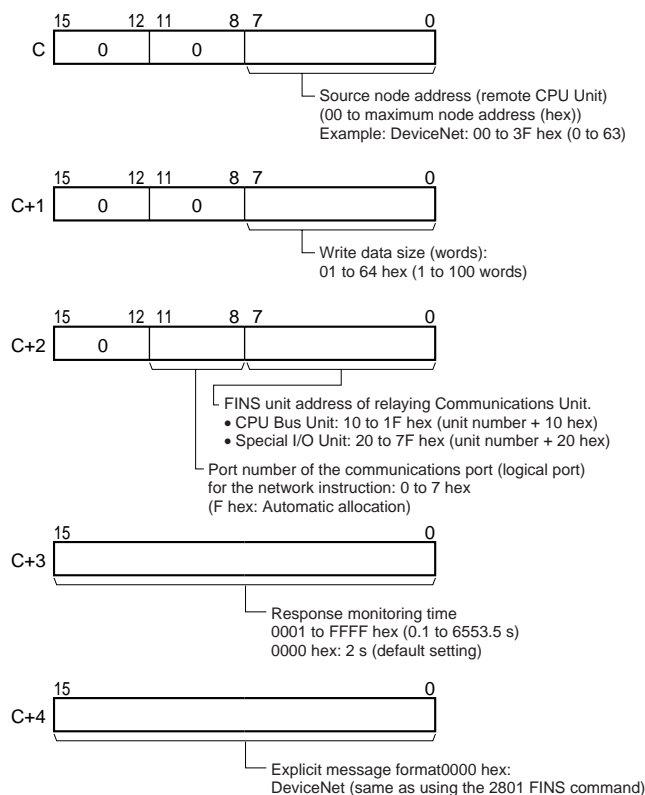 15 12 11 8 7 0
C 0 0
Source node address (remote CPU Unit)
(00 to maximum node address (hex))
Example: DeviceNet: 00 to 3F hex (0 to 63)
15 12 11 8 7 0
C+1 0 0
Write data size (words):
01 to 64 hex (1 to 100 words)
15 12 11 8 7 0
C+2 0
FINS unit address of relaying Communications Unit.
• CPU Bus Unit: 10 to 1F hex (unit number + 10 hex)
• Special I/O Unit: 20 to 7F hex (unit number + 20 hex)
Port number of the communications port (logical port)
for the network instruction: 0 to 7 hex
(F hex: Automatic allocation)
15 0
C+3
Response monitoring time
0001 to FFFF hex (0.1 to 6553.5 s)
0000 hex: 2 s (default setting)
15 0
C+4
Explicit message format0000 hex:
DeviceNet (same as using the 2801 FINS command)